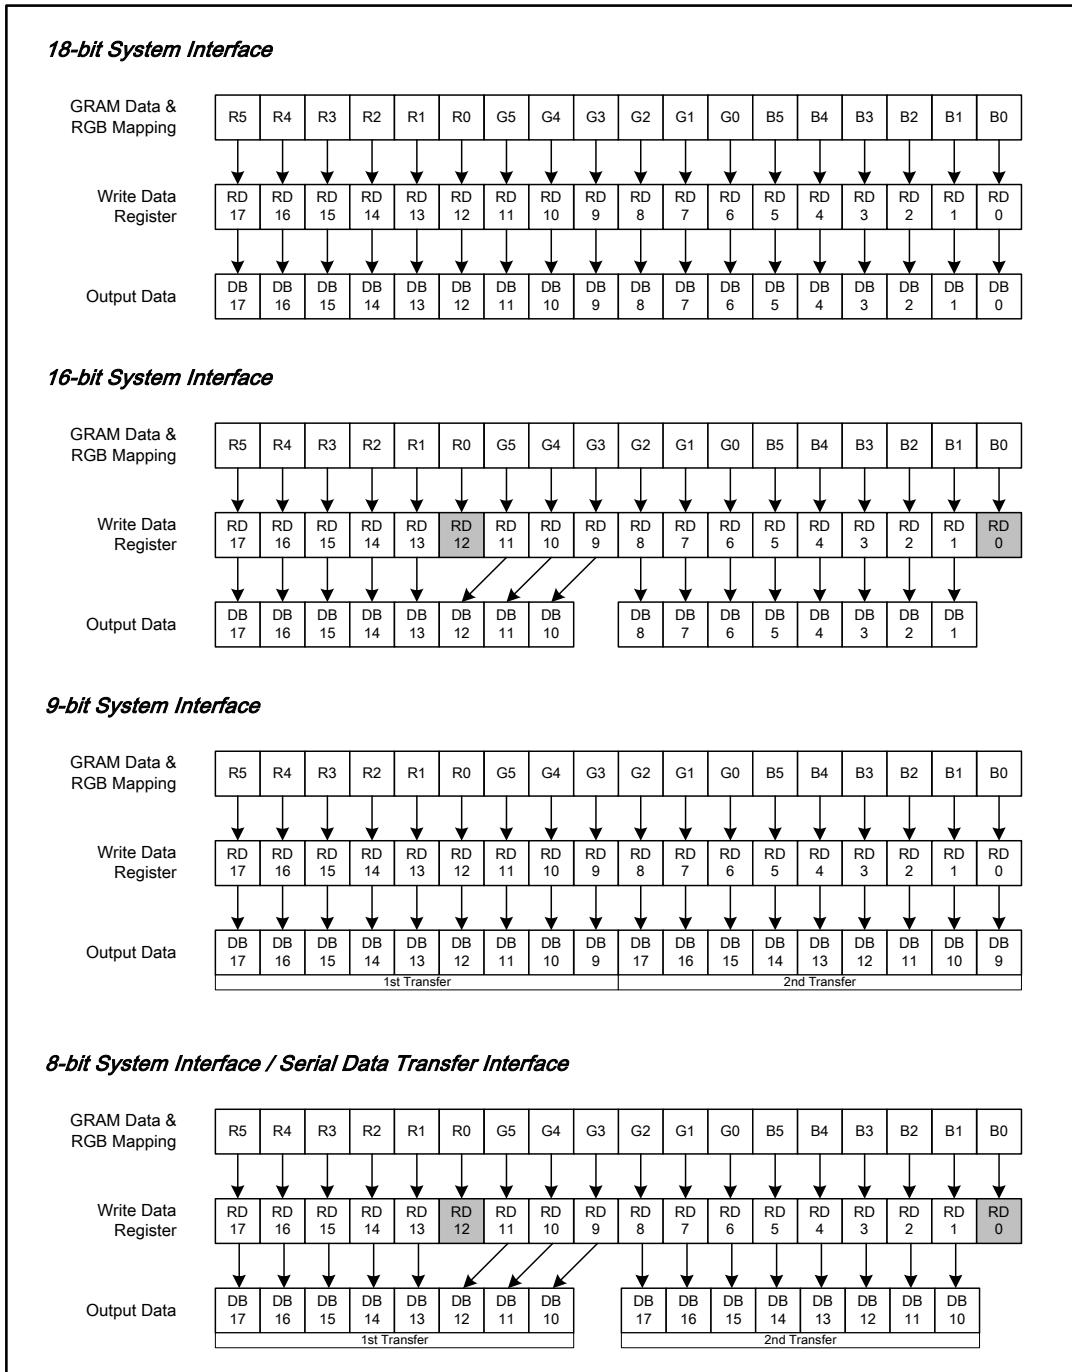 18-bit System Interface
GRAM Data &
RGB Mapping
R5 R4 R3 R2 R1 R0 G5 G4 G3 G2 G1 G0 B5 B4 B3 B2 B1 B0
Write Data
Register
RD RD RD RD RD RD RD RD RD RD RD RD RD RD RD RD RD RD
17 16 15 14 13 12 11 10 9 8 7 6 5 4 3 2 1 0
Output Data
DB DB DB DB DB DB DB DB DB DB DB DB DB DB DB DB DB DB
17 16 15 14 13 12 11 10 9 8 7 6 5 4 3 2 1 0
16-bit System Interface
GRAM Data &
RGB Mapping
R5 R4 R3 R2 R1 R0 G5 G4 G3 G2 G1 G0 B5 B4 B3 B2 B1 B0
Write Data
Register
RD RD RD RD RD RD RD RD RD RD RD RD RD RD RD RD RD RD
17 16 15 14 13 12 11 10 9 8 7 6 5 4 3 2 1 0
Output Data
DB DB DB DB DB DB DB DB DB DB DB DB DB DB DB DB
17 16 15 14 13 12 11 10 8 7 6 5 4 3 2 1
9-bit System Interface
GRAM Data &
RGB Mapping
R5 R4 R3 R2 R1 R0 G5 G4 G3 G2 G1 G0 B5 B4 B3 B2 B1 B0
Write Data
Register
RD RD RD RD RD RD RD RD RD RD RD RD RD RD RD RD RD RD
17 16 15 14 13 12 11 10 9 8 7 6 5 4 3 2 1 0
Output Data
DB DB DB DB DB DB DB DB DB DB DB DB DB DB DB DB DB DB
17 16 15 14 13 12 11 10 9 17 16 15 14 13 12 11 10 9
1st Transfer 2nd Transfer
8-bit System Interface / Serial Data Transfer Interface
GRAM Data &
RGB Mapping
R5 R4 R3 R2 R1 R0 G5 G4 G3 G2 G1 G0 B5 B4 B3 B2 B1 B0
Write Data
Register
RD RD RD RD RD RD RD RD RD RD RD RD RD RD RD RD RD RD
17 16 15 14 13 12 11 10 9 8 7 6 5 4 3 2 1 0
Output Data
DB DB DB DB DB DB DB DB DB DB DB DB DB DB DB DB
17 16 15 14 13 12 11 10 17 16 15 14 13 12 11 10
1st Transfer 2nd Transfer